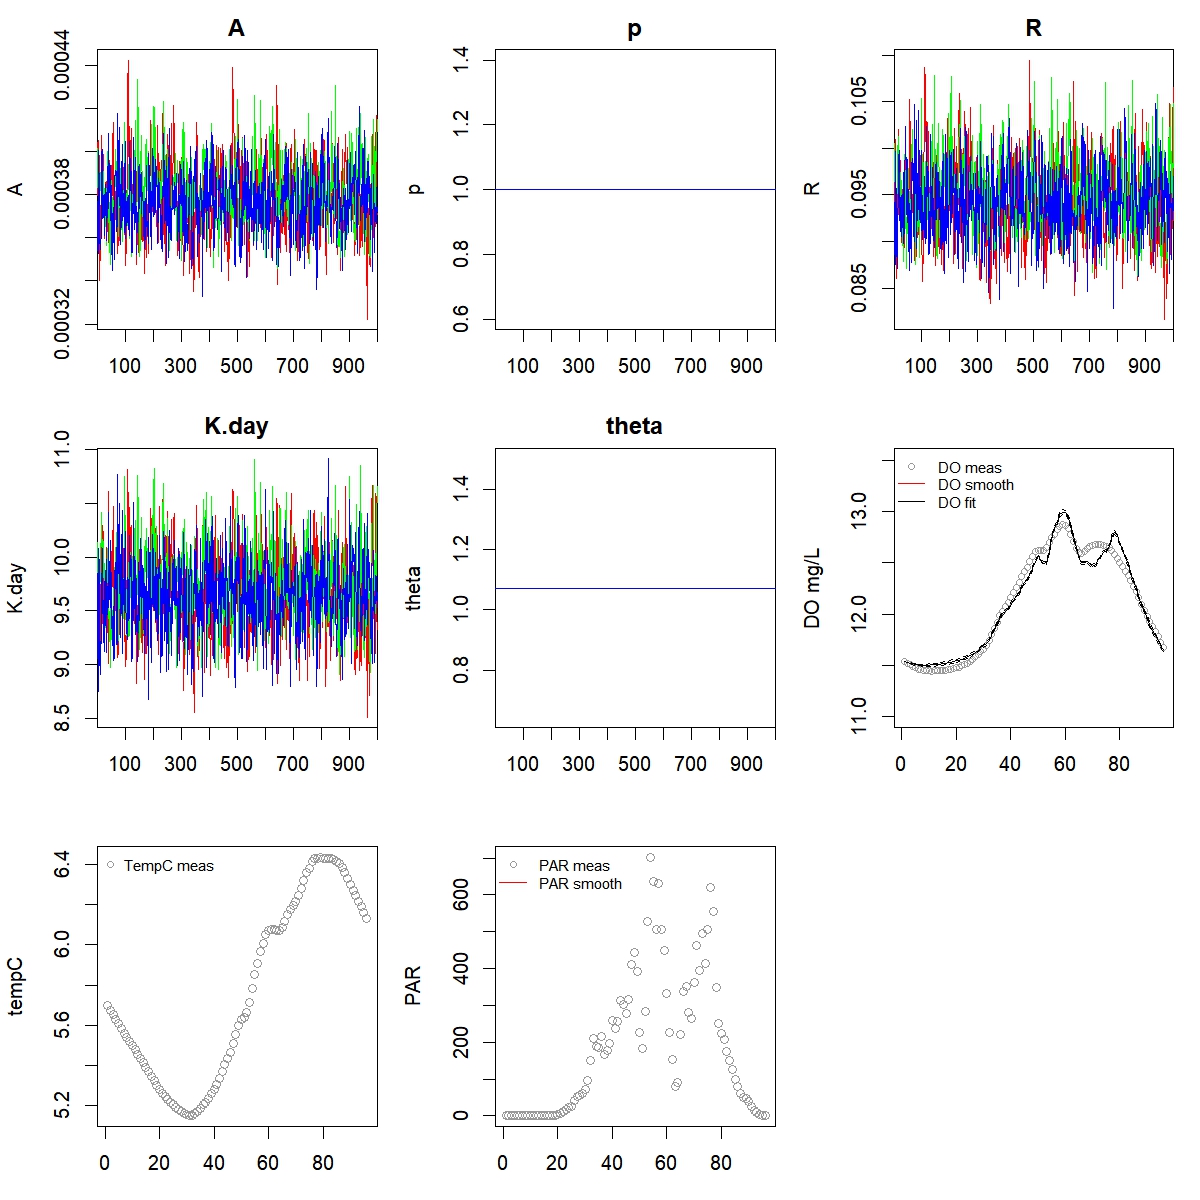 A
p
R
A
0.00032 0.00038 0.00044
100 300 500 700 900
p
0.6 0.8 1.0 1.2 1.4
100 300 500 700 900
R
0.085 0.095 0.105
100 300 500 700 900
K.day
theta
K.day
8.5 9.0 9.5 10.0 11.0
100 300 500 700 900
theta
0.8 1.0 1.2 1.4
100 300 500 700 900
DO mg/L
11.0 12.0 13.0
DO meas
DO smooth
DO fit
0 20 40 60 80
tempC
5.2 5.6 6.0 6.4
TempC meas
0 20 40 60 80
PAR
0 200 400 600
PAR meas
PAR smooth
0 20 40 60 80